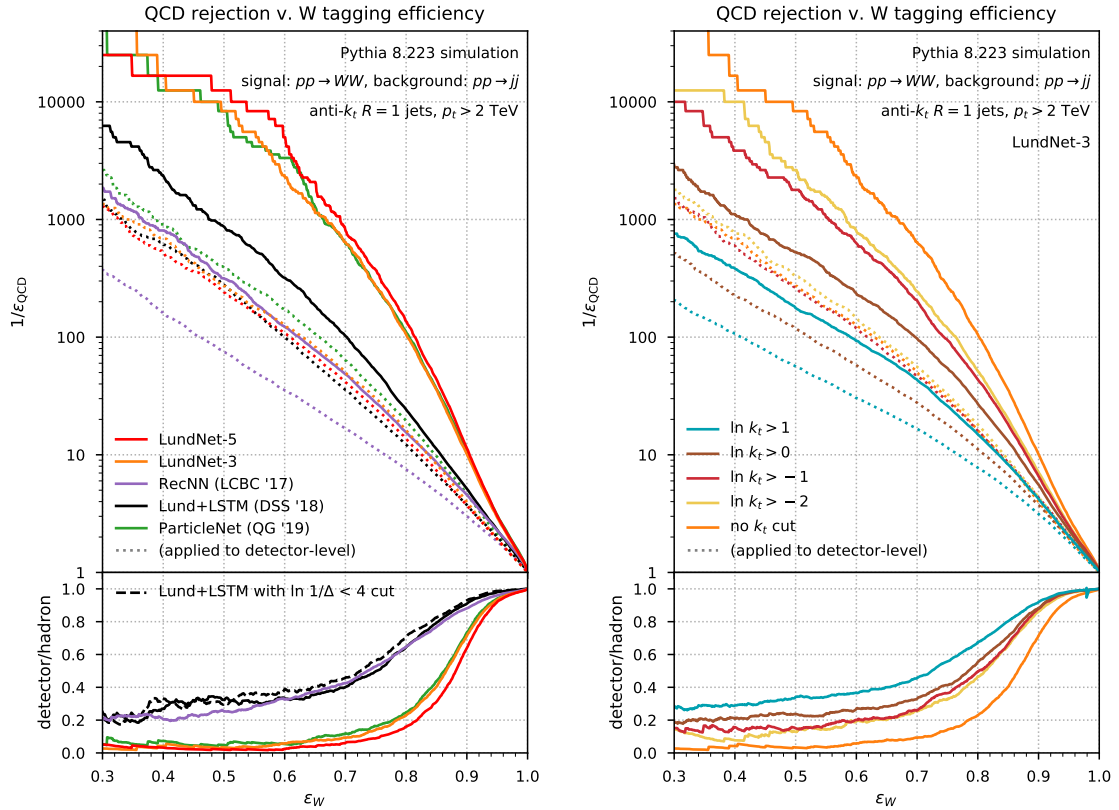 QCD rejection v. W tagging efficiency
Pythia 8.223 simulation
signal: pp→WW, background: pp→jj
anti-kt R = 1 jets, pt > 2 TeV
10000
1000
100
10
1
1/εQCD
LundNet-5
LundNet-3
RecNN (LCBC '17)
Lund+LSTM (DSS '18)
ParticleNet (QG '19)
(applied to detector-level)
Lund+LSTM with ln 1/Δ < 4 cut
1.0
0.8
0.6
0.4
0.2
0.0
detector/hadron
0.3 0.4 0.5 0.6 0.7 0.8 0.9 1.0
εW
QCD rejection v. W tagging efficiency
Pythia 8.223 simulation
signal: pp→WW, background: pp→jj
anti-kt R = 1 jets, pt > 2 TeV
LundNet-3
10000
1000
100
10
1
1/εQCD
ln kt > 1
ln kt > 0
ln kt > −1
ln kt > −2
no kt cut
(applied to detector-level)
1.0
0.8
0.6
0.4
0.2
0.0
detector/hadron
0.3 0.4 0.5 0.6 0.7 0.8 0.9 1.0
εW